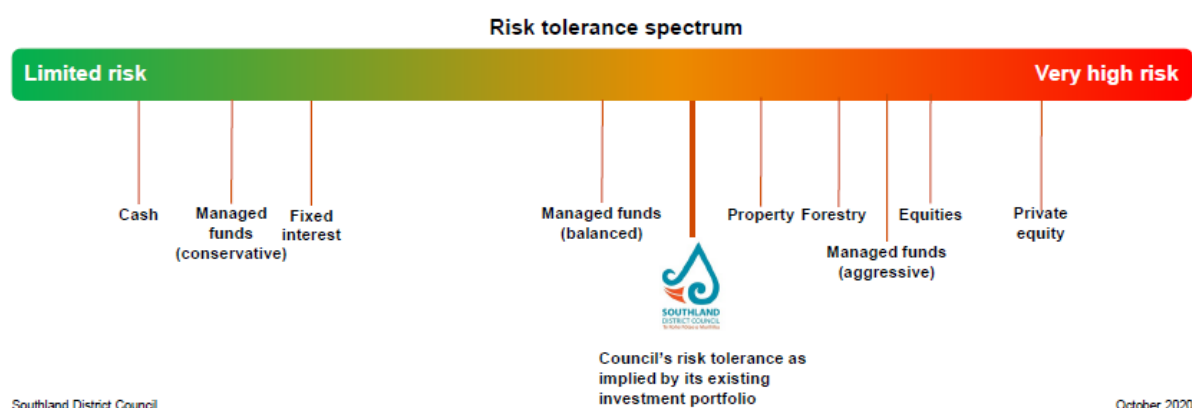 Risk tolerance spectrum
Limited risk
Very high risk
Cash
Managed
funds
(conservative)
Fixed
interest
Managed funds
(balanced)
Property
Forestry
Managed funds
(aggressive)
Equities
Private
equity
SOUTHLAND
DISTRICT COUNCIL
Council's risk tolerance as
implied by its existing
investment portfolio
Southland District Council
October 2020